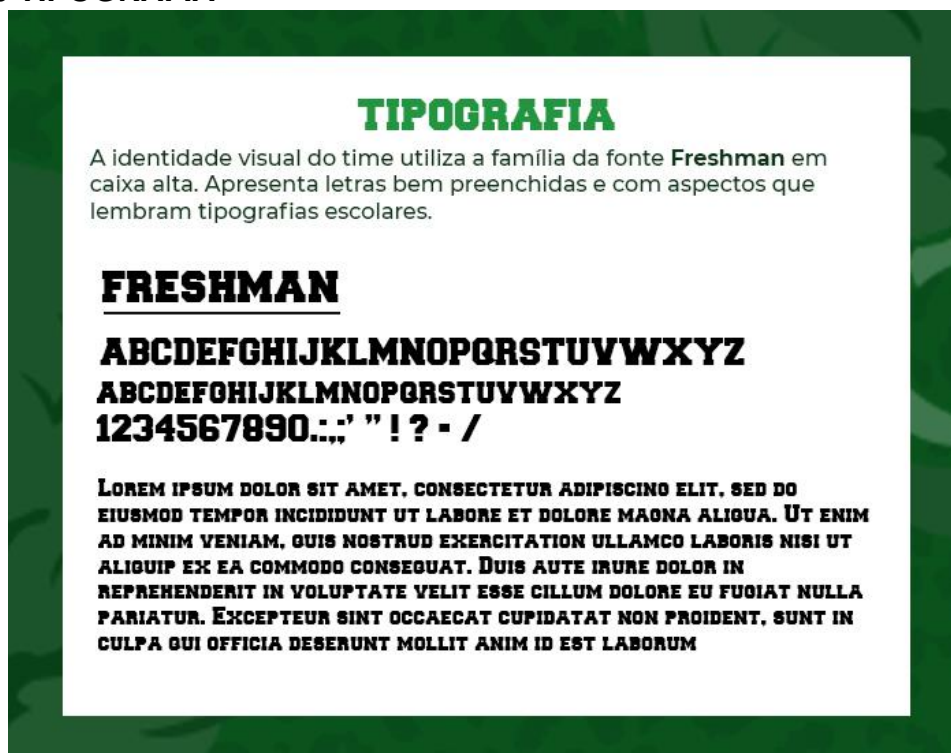 TIPOGRAFIA
A identidade visual do time utiliza a família da fonte Freshman em
caixa alta. Apresenta letras bem preenchidas e com aspectos que
lembram tipografias escolares.
FRESHMAN
ABCDEFGHIJKLMNOPQRSTUVWXYZ
ABCDEFGHIJKLMNOPQRSTUVWXYZ
1234567890.:,;' " ! ? - /
LOREM IPSUM DOLOR SIT AMET, CONSECTETUR ADIPISCING ELIT, SED DO
EIUSMOD TEMPOR INCIDIDUNT UT LABORE ET DOLORE MAGNA ALIQUA. UT ENIM
AD MINIM VENIAM, QUIS NOSTRUD EXERCITATION ULLAMCO LABORIS NISI UT
ALIQUIP EX EA COMMODO CONSEQUAT. DUIS AUTE IRURE DOLOR IN
REPREHENDERIT IN VOLUPTATE VELIT ESSE CILLUM DOLORE EU FUGIAT NULLA
PARIATUR. EXCEPTEUR SINT OCCAECAT CUPIDATAT NON PROIDENT, SUNT IN
CULPA QUI OFFICIA DESERUNT MOLLIT ANIM ID EST LABORUM